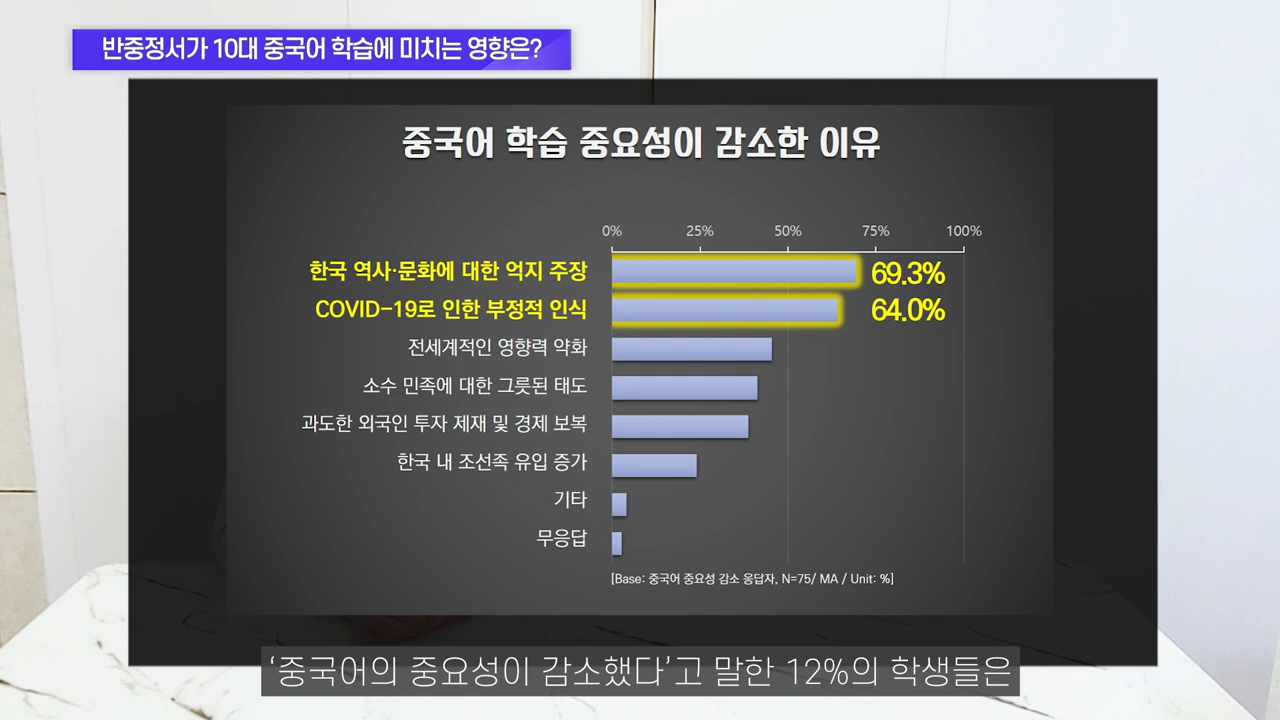 반중정서가 10대 중국어 학습에 미치는 영향은?
중국어 학습 중요성이 감소한 이유
0% 25% 50% 75% 100%
한국 역사·문화에 대한 억지 주장 69.3%
COVID-19로 인한 부정적 인식 64.0%
전세계적인 영향력 약화
소수 민족에 대한 그릇된 태도
과도한 외국인 투자 제재 및 경제 보복
한국 내 조선족 유입 증가
기타
무응답
[Base: 중국어 중요성 감소 응답자, N=75/ MA / Unit: %]
‘중국어의 중요성이 감소했다’고 말한 12%의 학생들은